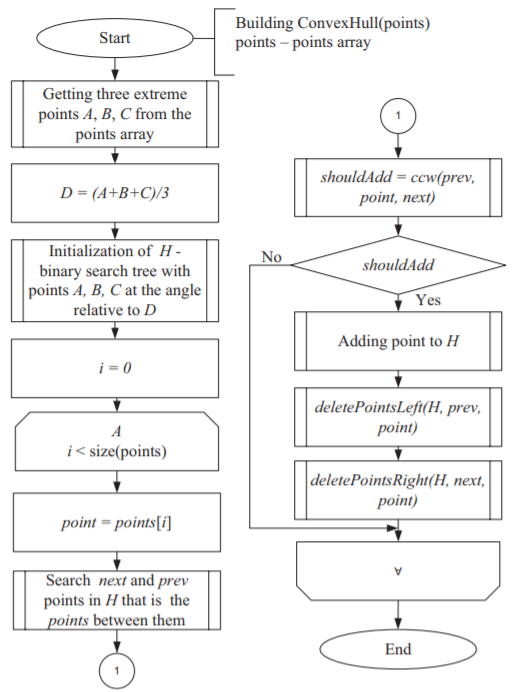 Start
Building ConvexHull(points)
points – points array
Getting three extreme
points A, B, C from the
points array
D = (A+B+C)/3
Initialization of H -
binary search tree with
points A, B, C at the angle
relative to D
i = 0
A
i < size(points)
point = points[i]
Search next and prev
points in H that is the
points between them
1
1
shouldAdd = ccw(prev,
point, next)
shouldAdd
No
Yes
Adding point to H
deletePointsLeft(H, prev,
point)
deletePointsRight(H, next,
point)
∀
End